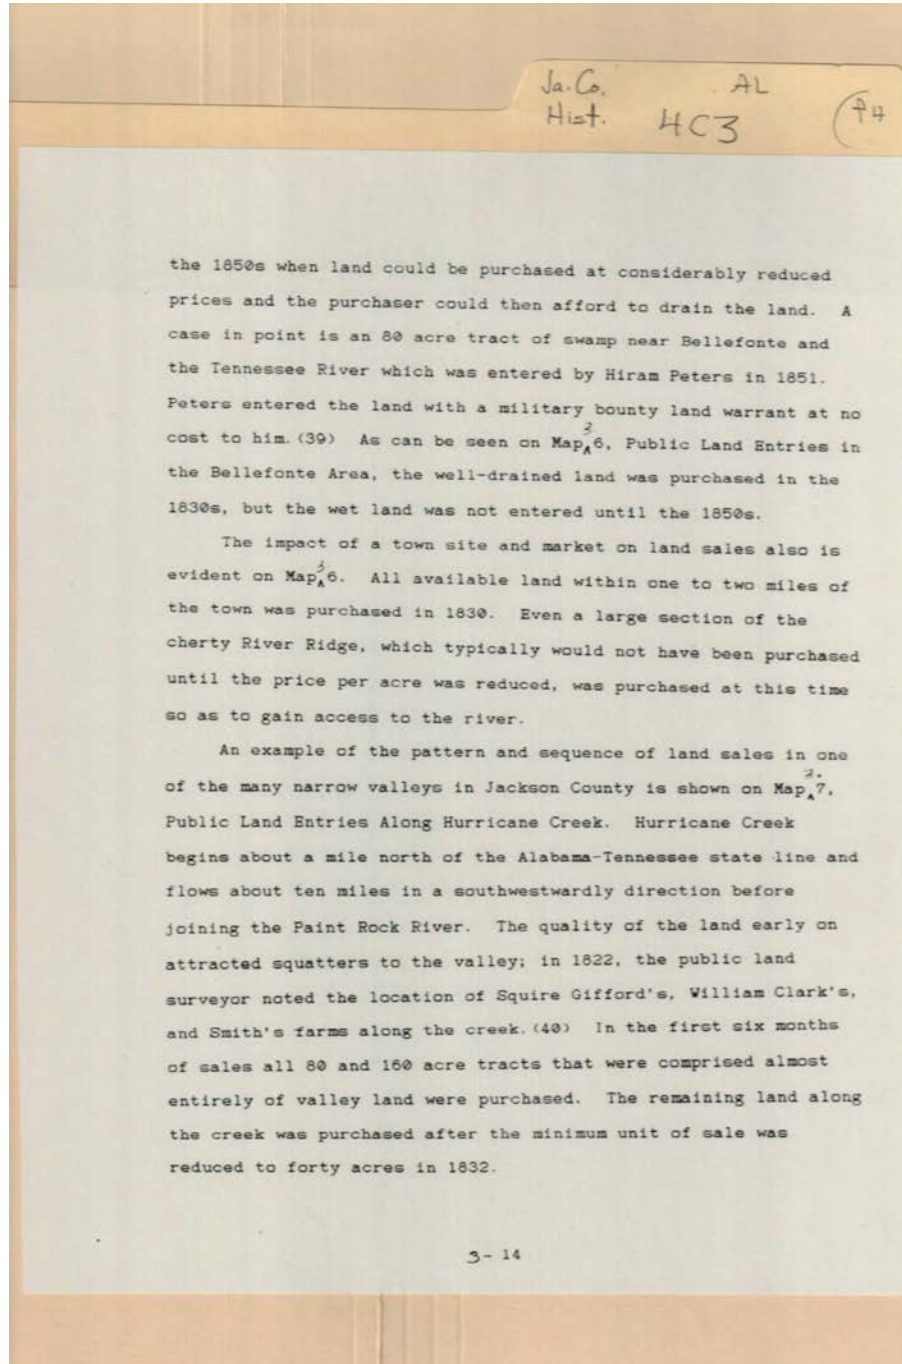 Ja. Co. AL
Hist. 4C3
the 1850s when land could be purchased at considerably reduced
prices and the purchaser could then afford to drain the land. A
case in point is an 80 acre tract of swamp near Bellefonte and
the Tennessee River which was entered by Hiram Peters in 1851.
Peters entered the land with a military bounty land warrant at no
cost to him.(39) As can be seen on Map 3 6, Public Land Entries in
the Bellefonte Area, the well-drained land was purchased in the
1830s, but the wet land was not entered until the 1850s.
The impact of a town site and market on land sales also is
evident on Map 3 6. All available land within one to two miles of
the town was purchased in 1830. Even a large section of the
cherty River Ridge, which typically would not have been purchased
until the price per acre was reduced, was purchased at this time
so as to gain access to the river.
An example of the pattern and sequence of land sales in one
of the many narrow valleys in Jackson County is shown on Map 3. 7,
Public Land Entries Along Hurricane Creek. Hurricane Creek
begins about a mile north of the Alabama-Tennessee state line and
flows about ten miles in a southwestwardly direction before
joining the Paint Rock River. The quality of the land early on
attracted squatters to the valley; in 1822, the public land
surveyor noted the location of Squire Gifford's, William Clark's,
and Smith's farms along the creek.(40) In the first six months
of sales all 80 and 160 acre tracts that were comprised almost
entirely of valley land were purchased. The remaining land along
the creek was purchased after the minimum unit of sale was
reduced to forty acres in 1832.
3- 14